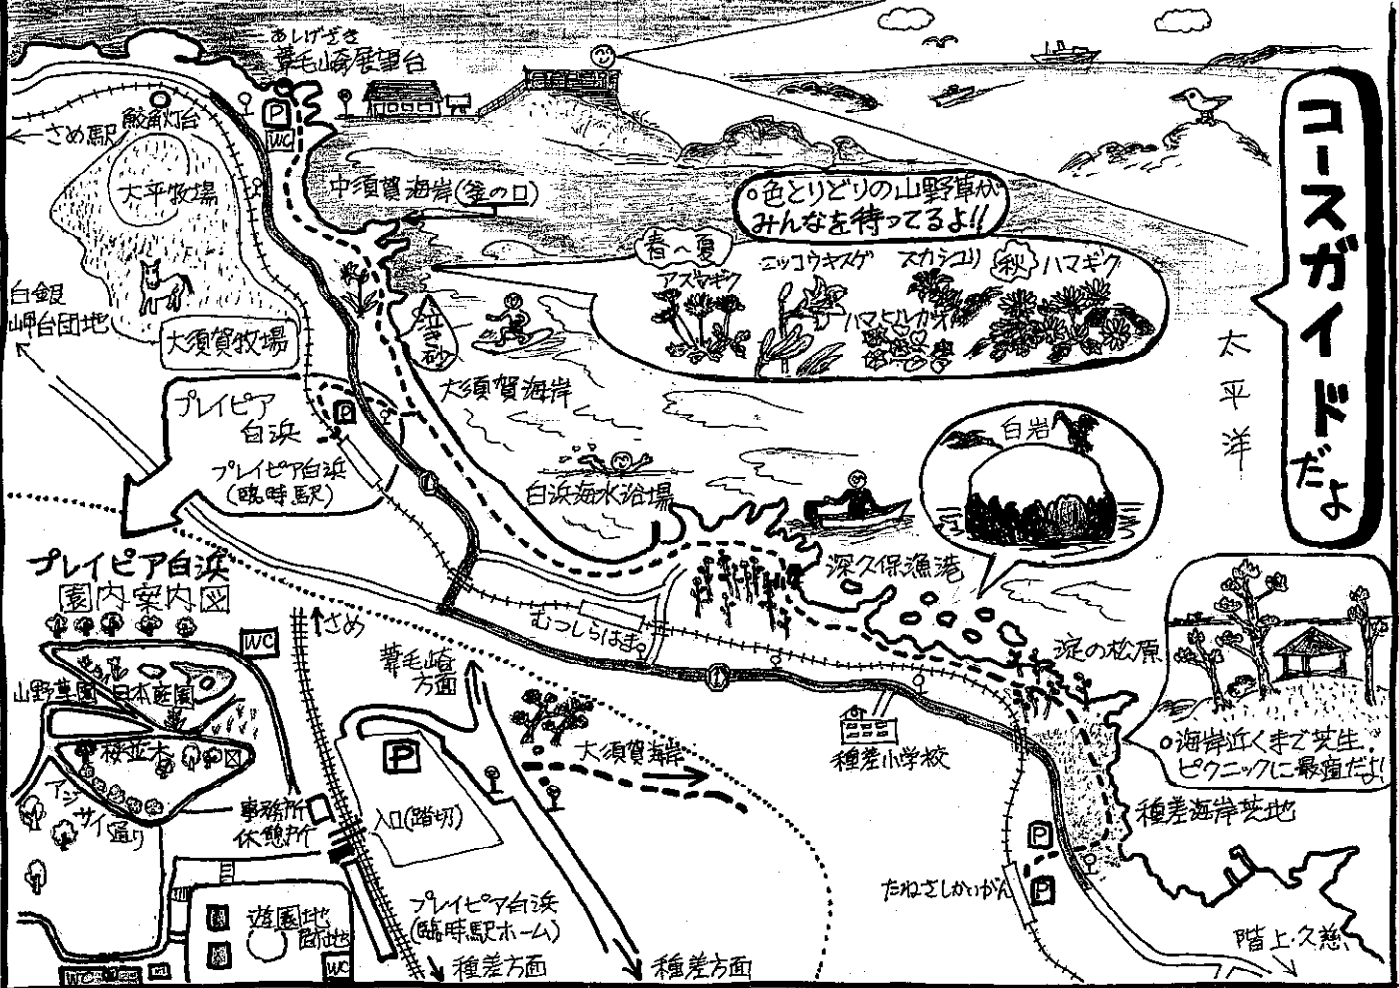 コースガイドだよ
あしげざき
葦毛崎展望台
P
WC
鮫角灯台
←さめ駅
大平牧場
中須賀海岸(釜の口)
○色とりどりの山野草が
みんなを待ってるよ!!
春〜夏
アズマギク
ニッコウキスゲ
スカシユリ
ハマヒルガオ
秋
ハマギク
白銀
岬台団地
大須賀牧場
泣き砂
大須賀海岸
太平洋
プレイピア
白浜
P
プレイピア白浜
(臨時駅)
白浜海水浴場
白岩
深久保漁港
むつしらはま
淀の松原
○海岸近くまで芝生
ピクニックに最適だよ!
種差小学校
種差海岸芝地
P
P
たねさしかいがん
階上・久慈
プレイピア白浜
園内案内図
WC
↑さめ
山野草園
日本庭園
桜並木
アジサイ通り
事務所
休憩所
葦毛崎
方面
大須賀海岸
P
入口(踏切)
遊園地
WC
WC
プレイピア白浜
(臨時駅ホーム)
種差方面
種差方面